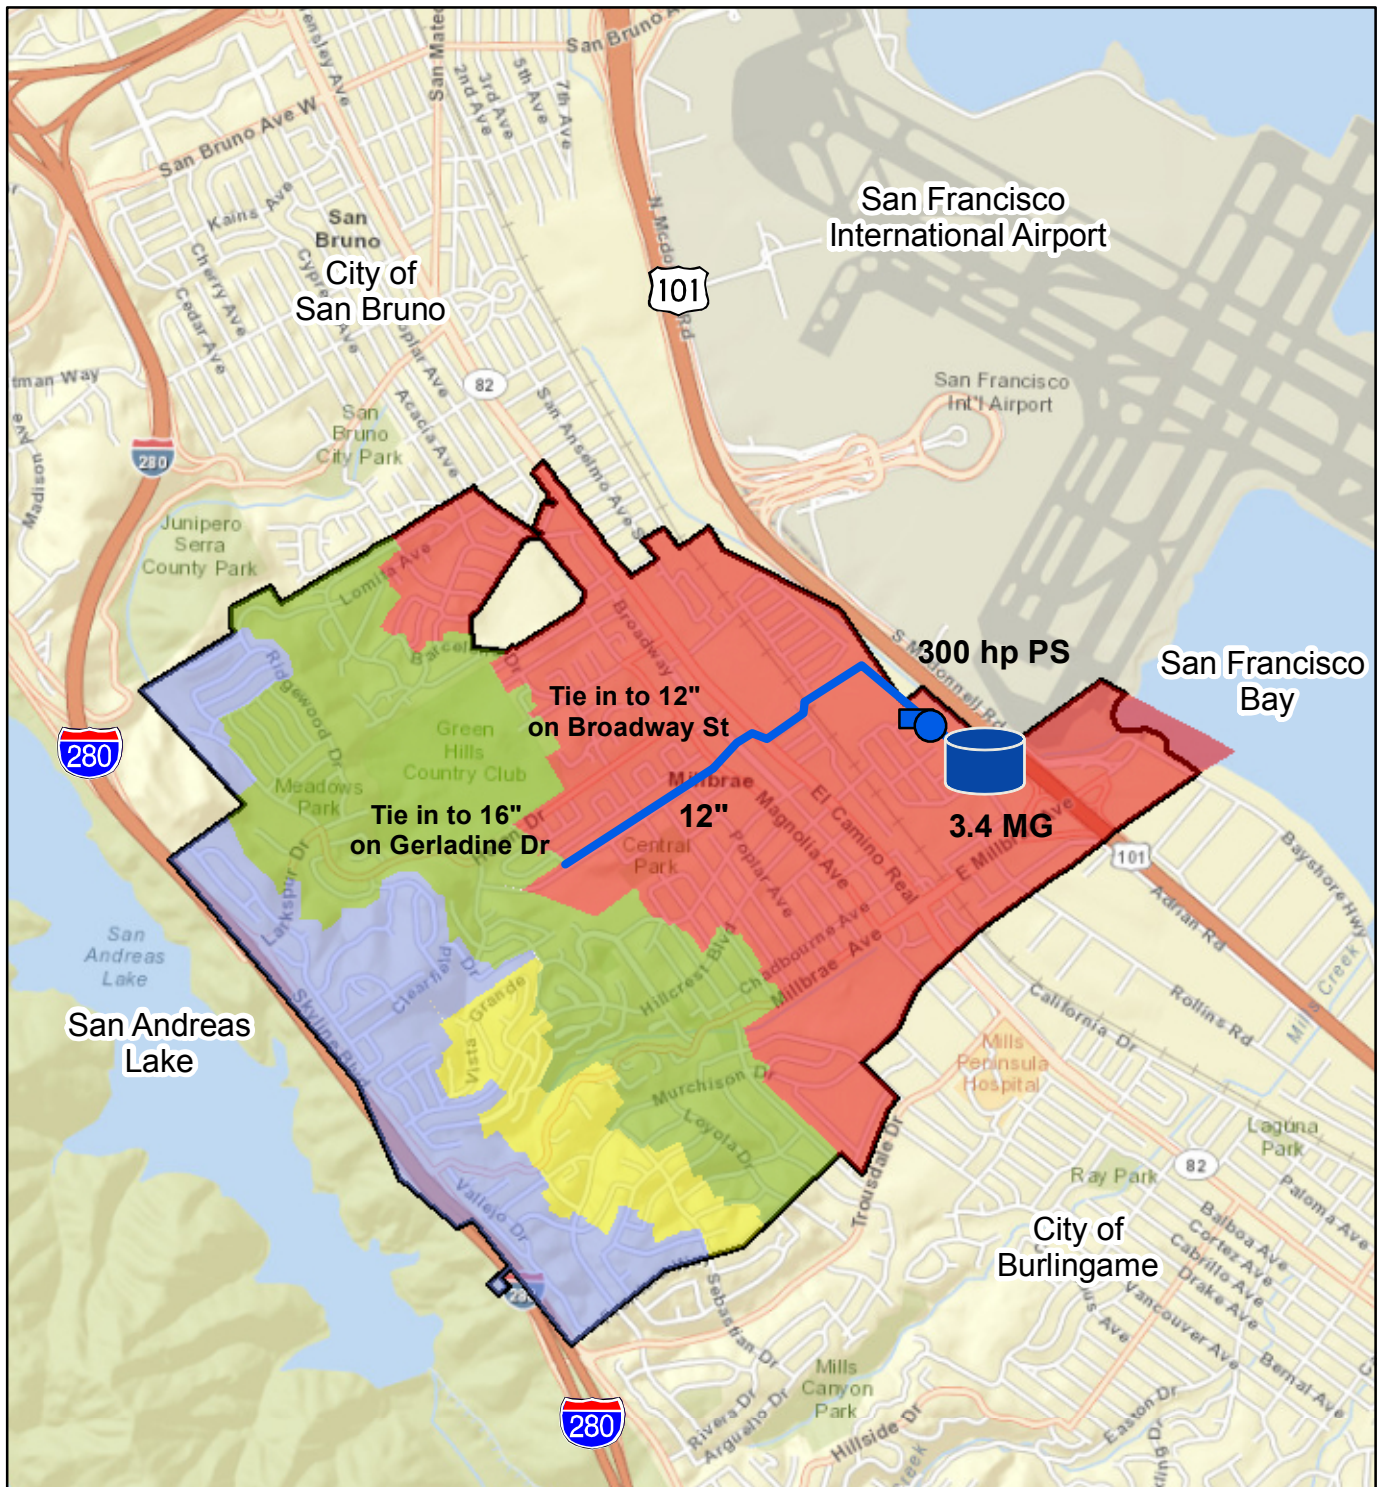 San Bruno Ave W
San Mateo
2nd Ave
3rd Ave
5th Ave
7th Ave
San Bruno
Kains Ave
San
Bruno
City of
San Bruno
Cherry Ave
Cedar Ave
Acacia Ave
San Francisco
International Airport
101
82
San Francisco
Int'l Airport
San
Bruno
City Park
280
Madison Ave
San Anselmo Ave S
Junipero
Serra
County Park
Lomita Ave
Broadway
300 hp PS
San Francisco
Bay
Ridgewood Dr
Tie in to 12"
on Broadway St
Green
Hills
Country Club
280
Meadows
Park
Tie in to 16"
on Gerladine Dr
Millbrae
12"
Magnolia Ave
El Camino Real
Poplar Ave
Central
Park
3.4 MG
101
Bayshore Hwy
Adrian Rd
Larkspur Dr
San
Andreas
Lake
Clearfield Dr
Hillcrest Blvd
Chadbourne Ave
Millbrae Ave
Skyline Blvd
Vista Grande
San Andreas
Lake
California Dr
Rollins Rd
Mills
Peninsula
Hospital
Murchison Dr
Loyola Dr
Laguna
Park
Ray Park
82
Trousdale Dr
Vallejo Dr
City of
Burlingame
Paloma Ave
Balboa Ave
Cortez Ave
Cabrillo Ave
Drake Ave
Vancouver Ave
Bernal Ave
Sebastian Dr
Mills
Canyon
Park
Rivera Dr
Arguello Dr
Hillside Dr
Easton Dr
280
Creek